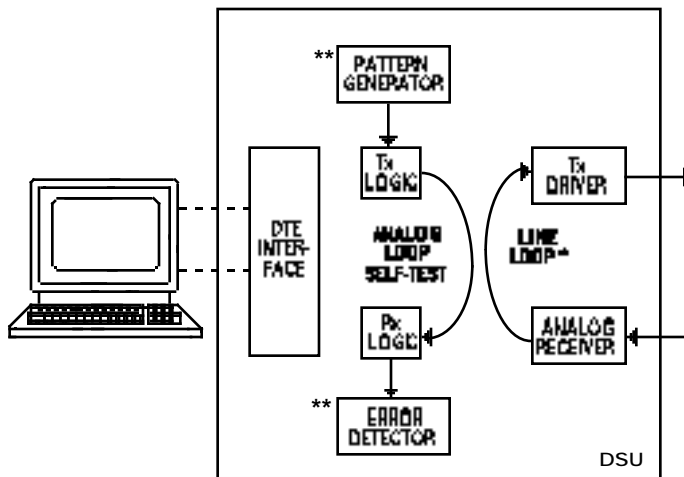 ** PATTERN
GENERATOR
Tx
LOGIC
Tx
DRIVER
DTE
INTER-
FACE
ANALOG
LOOP
SELF-TEST
LINE
LOOP*
Rx
LOGIC
ANALOG
RECEIVER
** ERROR
DETECTOR
DSU